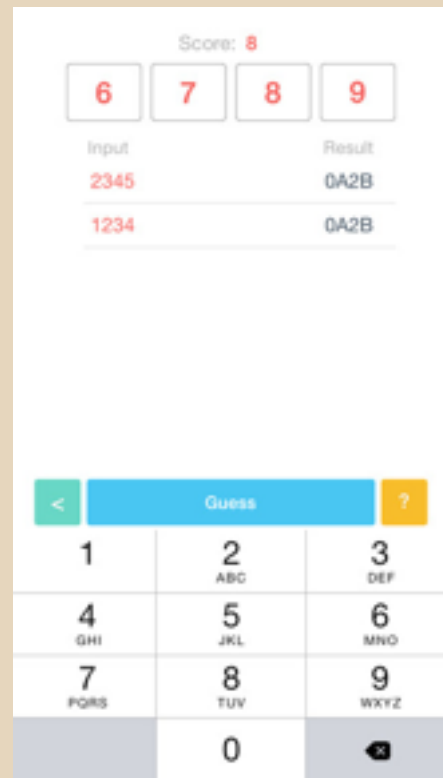 Score: 8
6 7 8 9
Input Result
2345 0A2B
1234 0A2B
< Guess ?
1 2 3
ABC DEF
4 5 6
GHI JKL MNO
7 8 9
PQRS TUV WXYZ
0